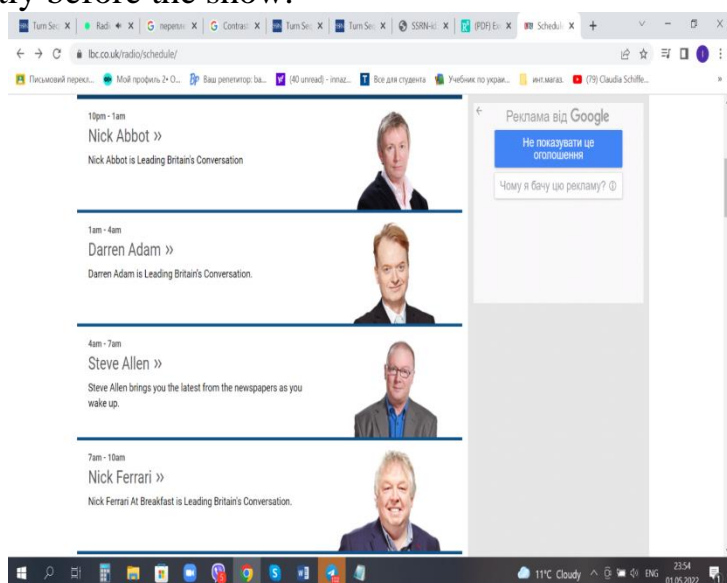 Turn Sec
Radi
G перепл
Contras
Turn Sec
Turn Sec
SSRN-id
(PDF) Ex
Schedul
lbc.co.uk/radio/schedule/
Письмовий перекл...
Мой профиль 2• О...
Ваш репетитор: ba...
(40 unread) - innaz...
Все для студента
Учебник по украи...
инт.магаз.
(79) Claudia Schiffe...
10pm - 1am
Nick Abbot »
Nick Abbot is Leading Britain's Conversation
Реклама від Google
Не показувати це
оголошення
Чому я бачу цю рекламу?
1am - 4am
Darren Adam »
Darren Adam is Leading Britain's Conversation.
4am - 7am
Steve Allen »
Steve Allen brings you the latest from the newspapers as you
wake up.
7am - 10am
Nick Ferrari »
Nick Ferrari At Breakfast is Leading Britain's Conversation.
11°C Cloudy
ENG
23:54
01.05.2022